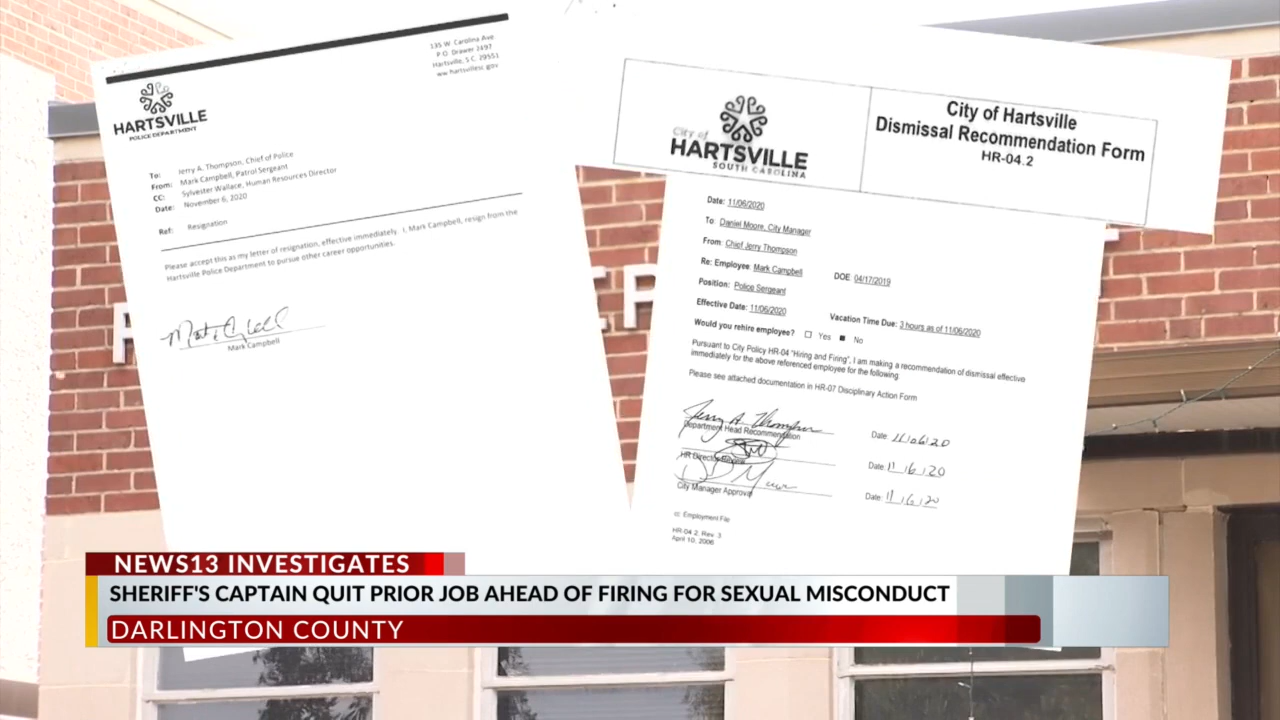 135 W. Carolina Ave
P.O. Drawer 2497
Hartsville, S.C. 29551
www.hartsvillesc.gov
HARTSVILLE
POLICE DEPARTMENT
To: Jerry A. Thompson, Chief of Police
From: Mark Campbell, Patrol Sergeant
CC: Sylvester Wallace, Human Resources Director
Date: November 6, 2020
Ref: Resignation
Please accept this as my letter of resignation, effective immediately. I, Mark Campbell, resign from the
Hartsville Police Department to pursue other career opportunities.
Mark Campbell
City of
HARTSVILLE
SOUTH CAROLINA
City of Hartsville
Dismissal Recommendation Form
HR-04.2
Date: 11/06/2020
To: Daniel Moore, City Manager
From: Chief Jerry Thompson
Re: Employee: Mark Campbell DOE: 04/17/2019
Position: Police Sergeant
Effective Date: 11/06/2020 Vacation Time Due: 3 hours as of 11/06/2020
Would you rehire employee? ☐ Yes ■ No
Pursuant to City Policy HR-04 "Hiring and Firing", I am making a recommendation of dismissal effective
immediately for the above referenced employee for the following
Please see attached documentation in HR-07 Disciplinary Action Form
Jerry A. Thompson
Department Head Recommendation Date: 11/06/20
HR Director Review Date: 11/6/20
City Manager Approval Date: 11/6/20
cc: Employment File
HR-04.2; Rev. 3
April 10, 2006
NEWS13 INVESTIGATES
SHERIFF'S CAPTAIN QUIT PRIOR JOB AHEAD OF FIRING FOR SEXUAL MISCONDUCT
DARLINGTON COUNTY